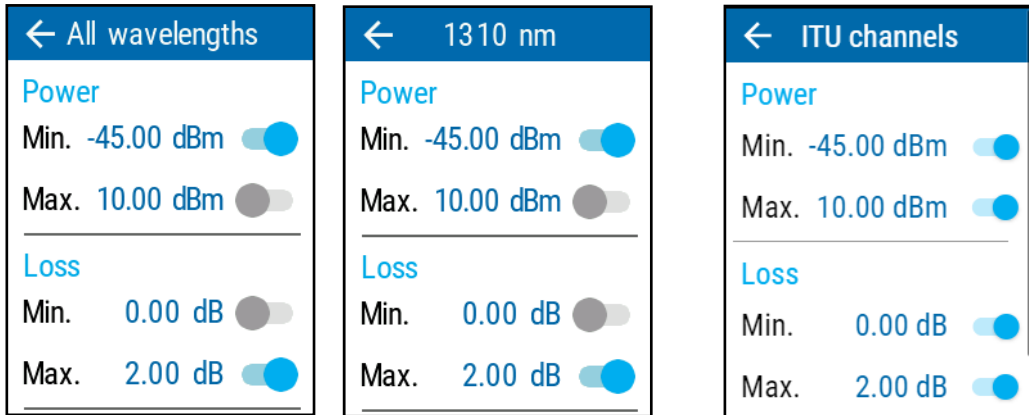 ← All wavelengths
Power
Min. -45.00 dBm
Max. 10.00 dBm
Loss
Min. 0.00 dB
Max. 2.00 dB
← 1310 nm
Power
Min. -45.00 dBm
Max. 10.00 dBm
Loss
Min. 0.00 dB
Max. 2.00 dB
← ITU channels
Power
Min. -45.00 dBm
Max. 10.00 dBm
Loss
Min. 0.00 dB
Max. 2.00 dB